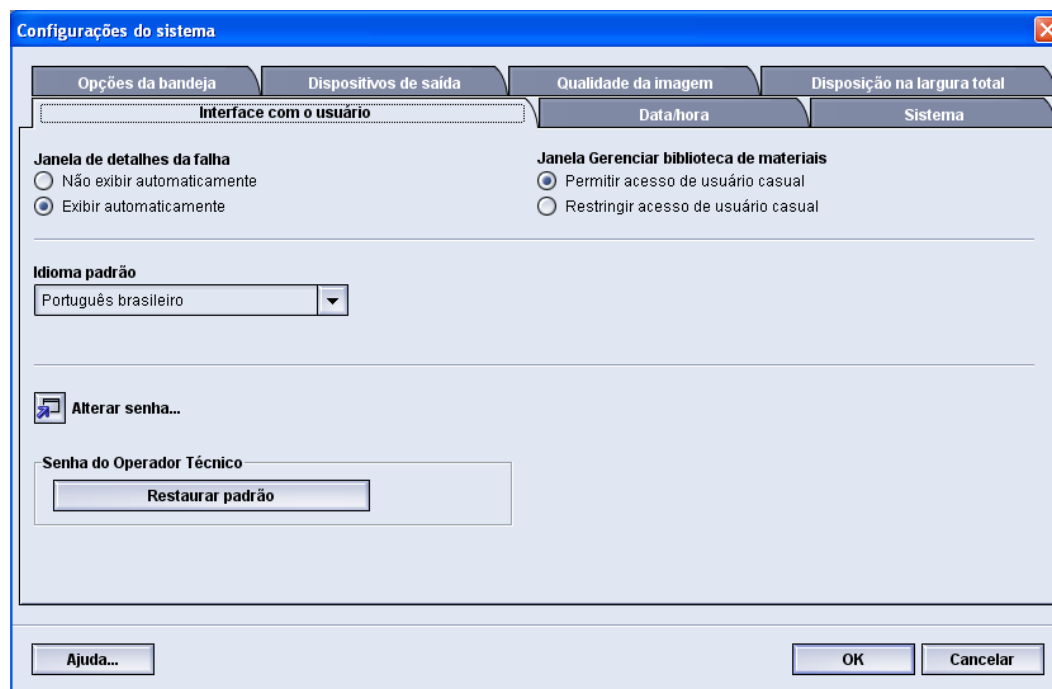 Configurações do sistema
Opções da bandeja
Dispositivos de saída
Qualidade da imagem
Disposição na largura total
Interface com o usuário
Data/hora
Sistema
Janela de detalhes da falha
Não exibir automaticamente
Exibir automaticamente
Janela Gerenciar biblioteca de materiais
Permitir acesso de usuário casual
Restringir acesso de usuário casual
Idioma padrão
Português brasileiro
Alterar senha...
Senha do Operador Técnico
Restaurar padrão
Ajuda...
OK
Cancelar